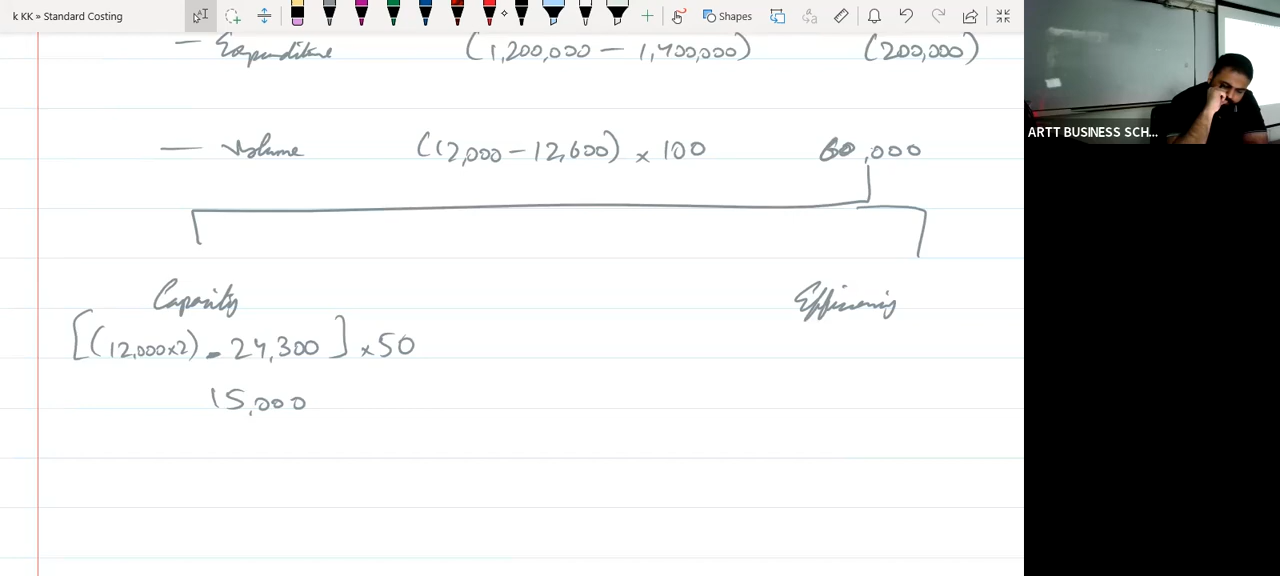 k KK » Standard Costing
Shapes
— Expenditure (1,200,000 — 1,400,000) (200,000)
ARTT BUSINESS SCH...
— Volume (12,000 — 12,600) × 100 60,000
Capacity Efficiency
[(12,000×2) - 24,300] ×50
15,000